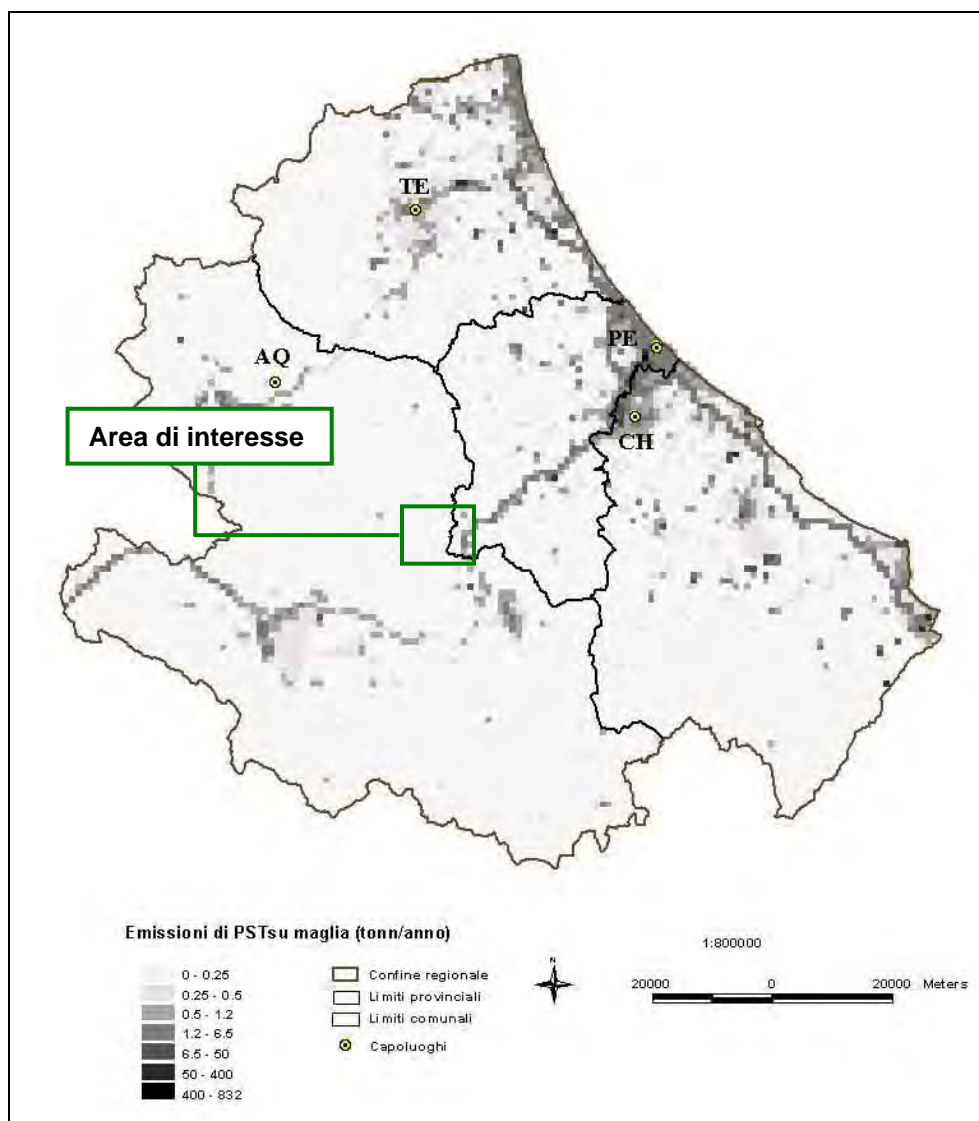 TE
PE
AQ
Area di interesse
CH
Emissioni di PSTsu maglia (tonn/anno)
0 - 0.25
0.25 - 0.5
0.5 - 1.2
1.2 - 6.5
6.5 - 50
50 - 400
400 - 832
Confine regionale
Limiti provinciali
Limiti comunali
Capoluoghi
N
1:800000
20000 0 20000 Meters